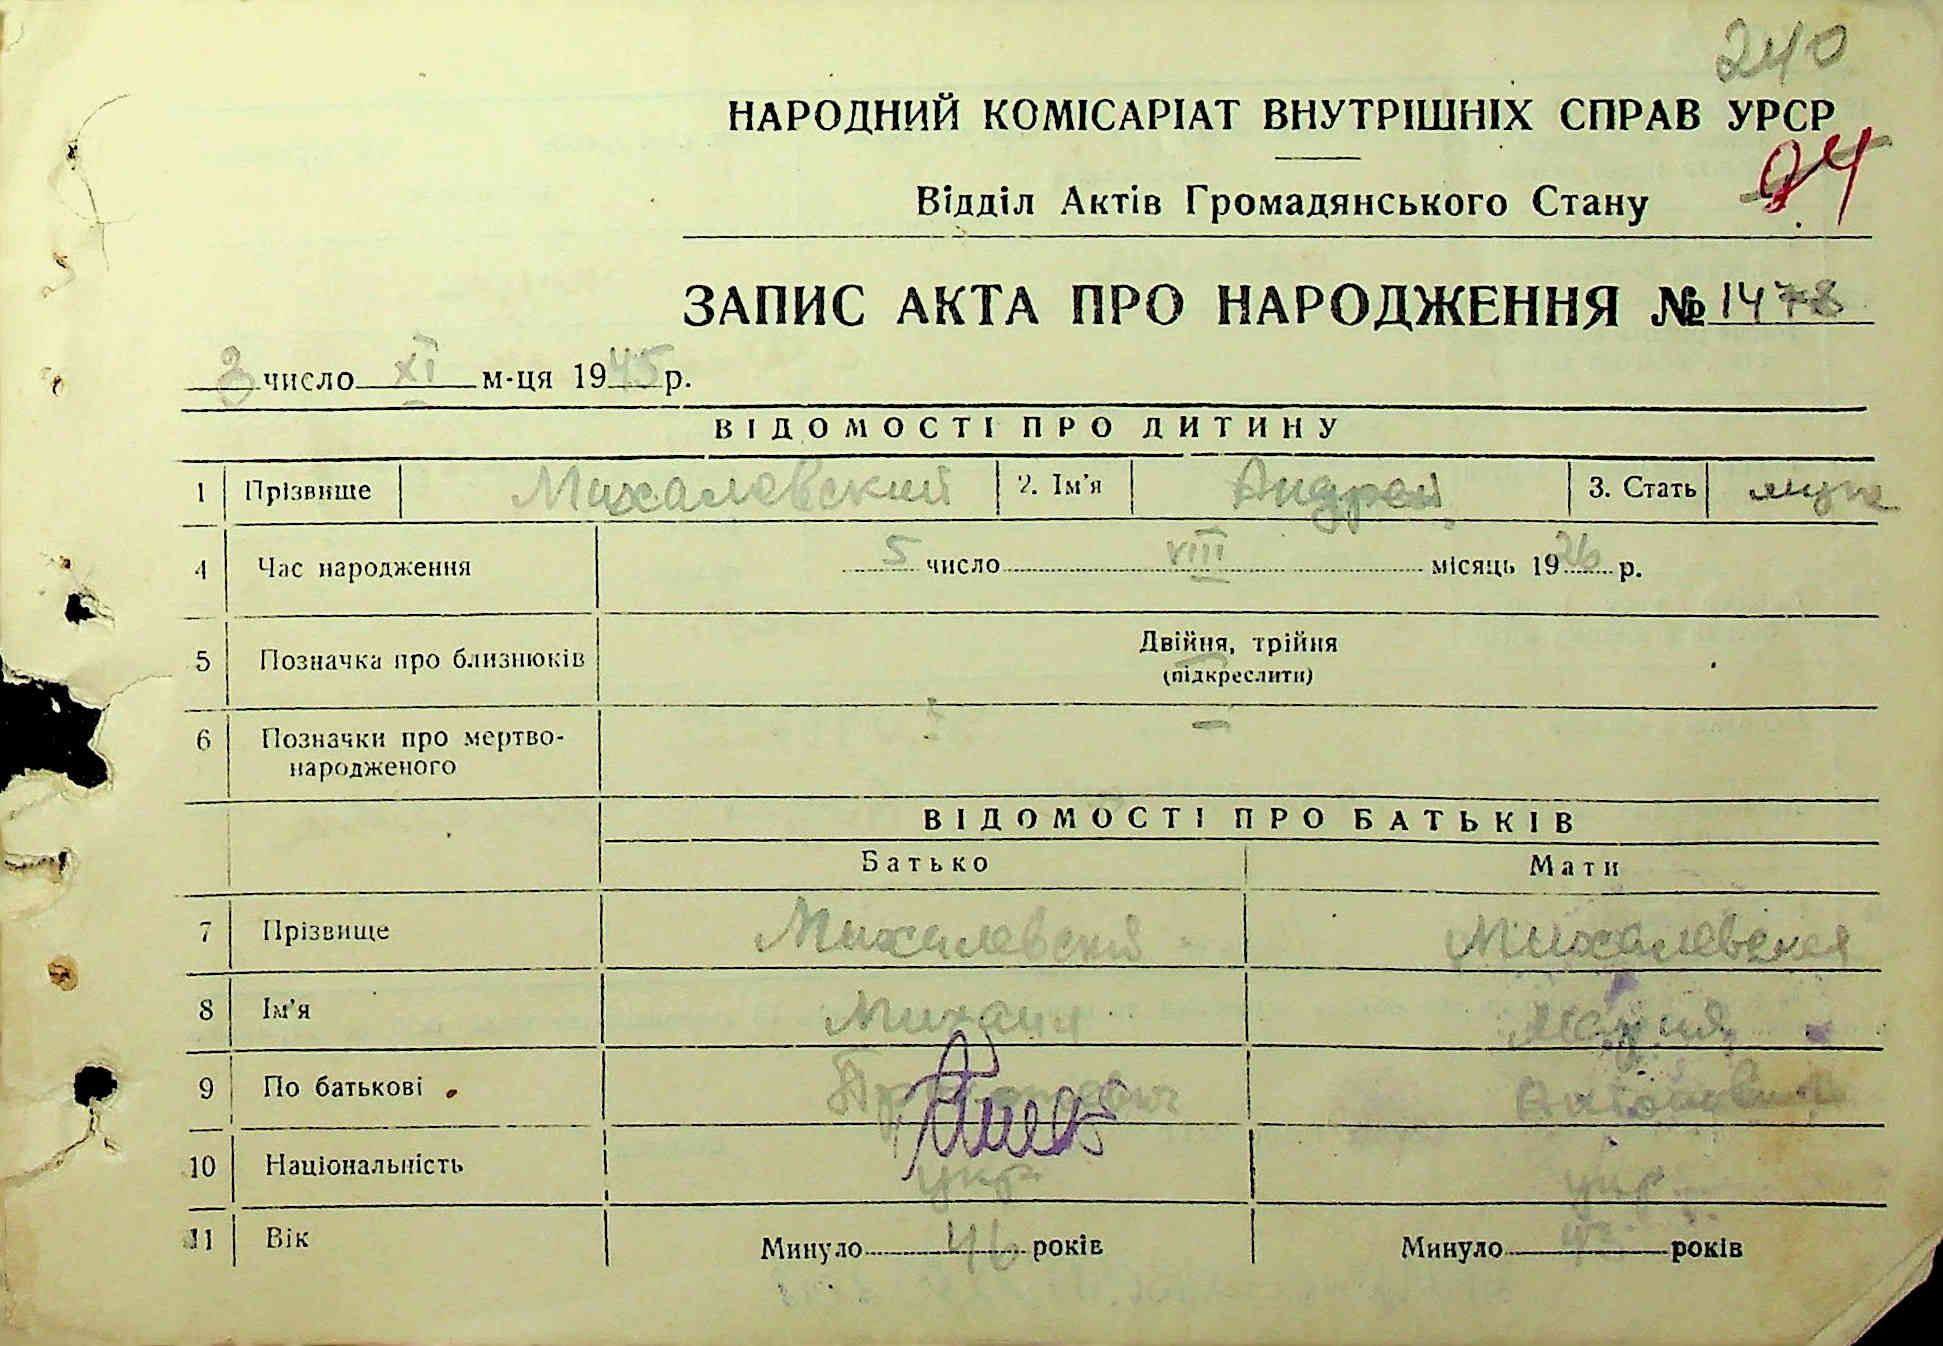 240
НАРОДНИЙ КОМІСАРІАТ ВНУТРІШНІХ СПРАВ УРСР
Відділ Актів Громадянського Стану
ЗАПИС АКТА ПРО НАРОДЖЕННЯ № 1478
3 число XI м-ця 1945 р.
ВІДОМОСТІ ПРО ДИТИНУ
1 Прізвище Михалевский 2. Ім'я Андрей 3. Стать муж
4 Час народження 5 число VIII місяць 1926 р.
5 Позначка про близнюків Двійня, трійня
(підкреслити)
6 Позначки про мертво-
народженого
ВІДОМОСТІ ПРО БАТЬКІВ
Батько Мати
7 Прізвище Михалевский Михалевская
8 Ім'я Михаил Мария
9 По батькові
10 Національність укр укр
11 Вік Минуло 46 років Минуло 43 років